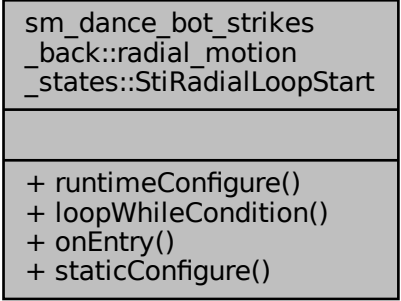 sm_dance_bot_strikes
_back::radial_motion
_states::StiRadialLoopStart
+ runtimeConfigure()
+ loopWhileCondition()
+ onEntry()
+ staticConfigure()